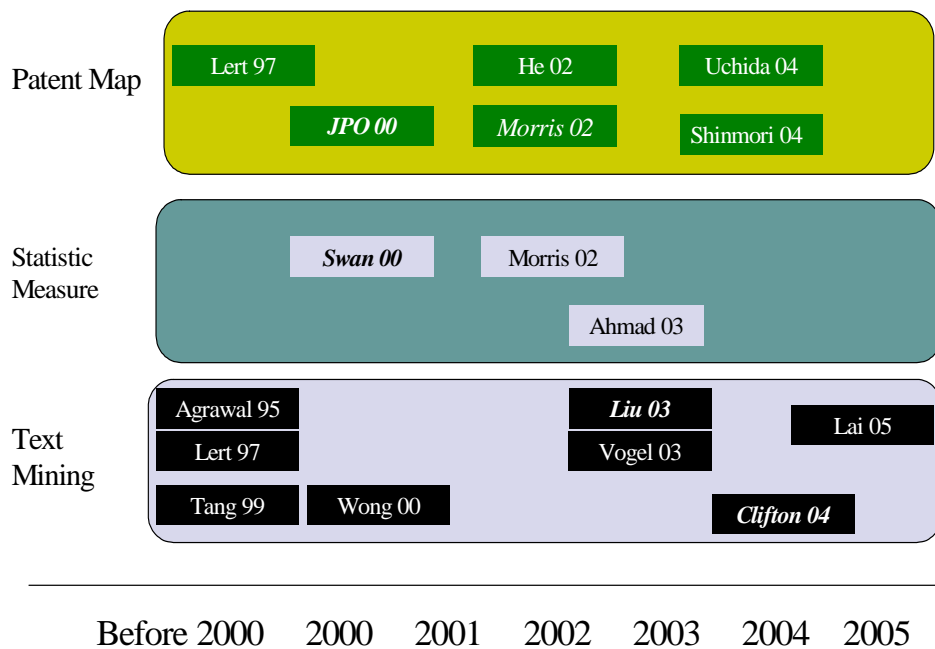 Patent Map
Lert 97
He 02
Uchida 04
JPO 00
Morris 02
Shinmori 04
Statistic
Measure
Swan 00
Morris 02
Ahmad 03
Text
Mining
Agrawal 95
Liu 03
Lai 05
Lert 97
Vogel 03
Tang 99
Wong 00
Clifton 04
Before 2000 2000 2001 2002 2003 2004 2005